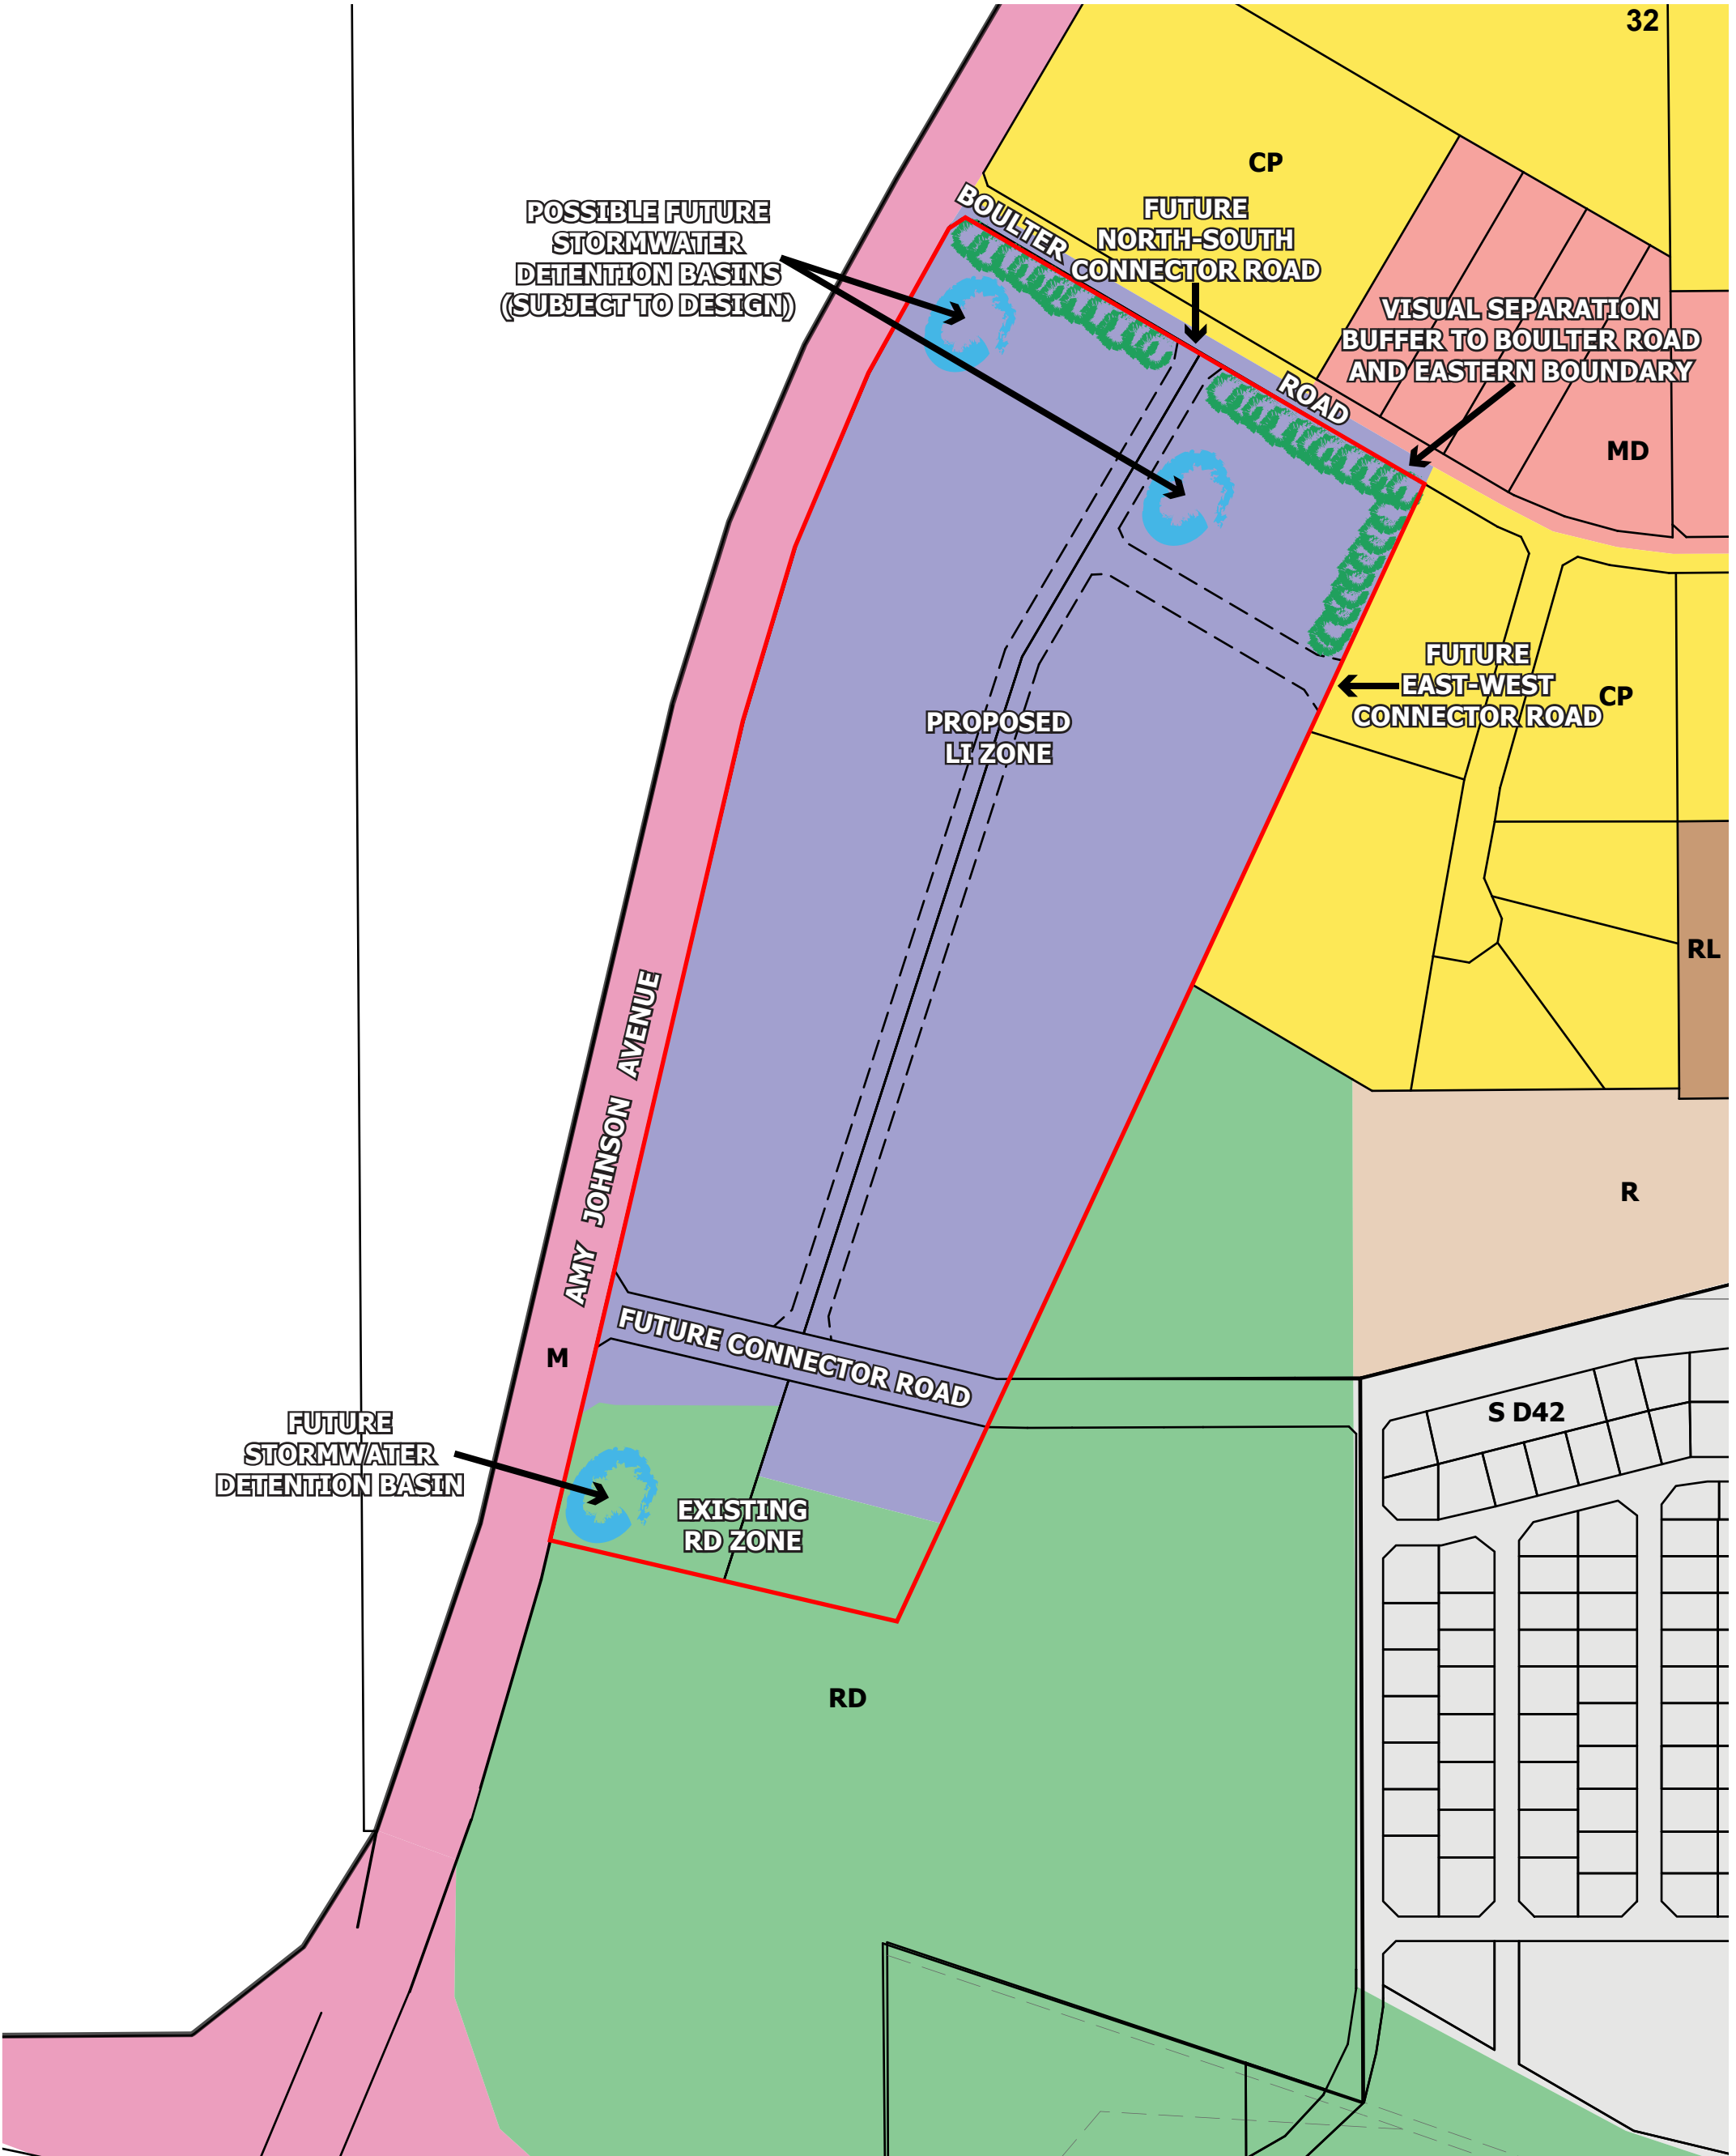 32
CP
BOULTER
ROAD
POSSIBLE FUTURE
STORMWATER
DETENTION BASINS
(SUBJECT TO DESIGN)
FUTURE
NORTH-SOUTH
CONNECTOR ROAD
VISUAL SEPARATION
BUFFER TO BOULTER ROAD
AND EASTERN BOUNDARY
MD
FUTURE
EAST-WEST
CONNECTOR ROAD
CP
PROPOSED
LI ZONE
RL
AMY JOHNSON AVENUE
R
FUTURE CONNECTOR ROAD
M
S D42
FUTURE
STORMWATER
DETENTION BASIN
EXISTING
RD ZONE
RD